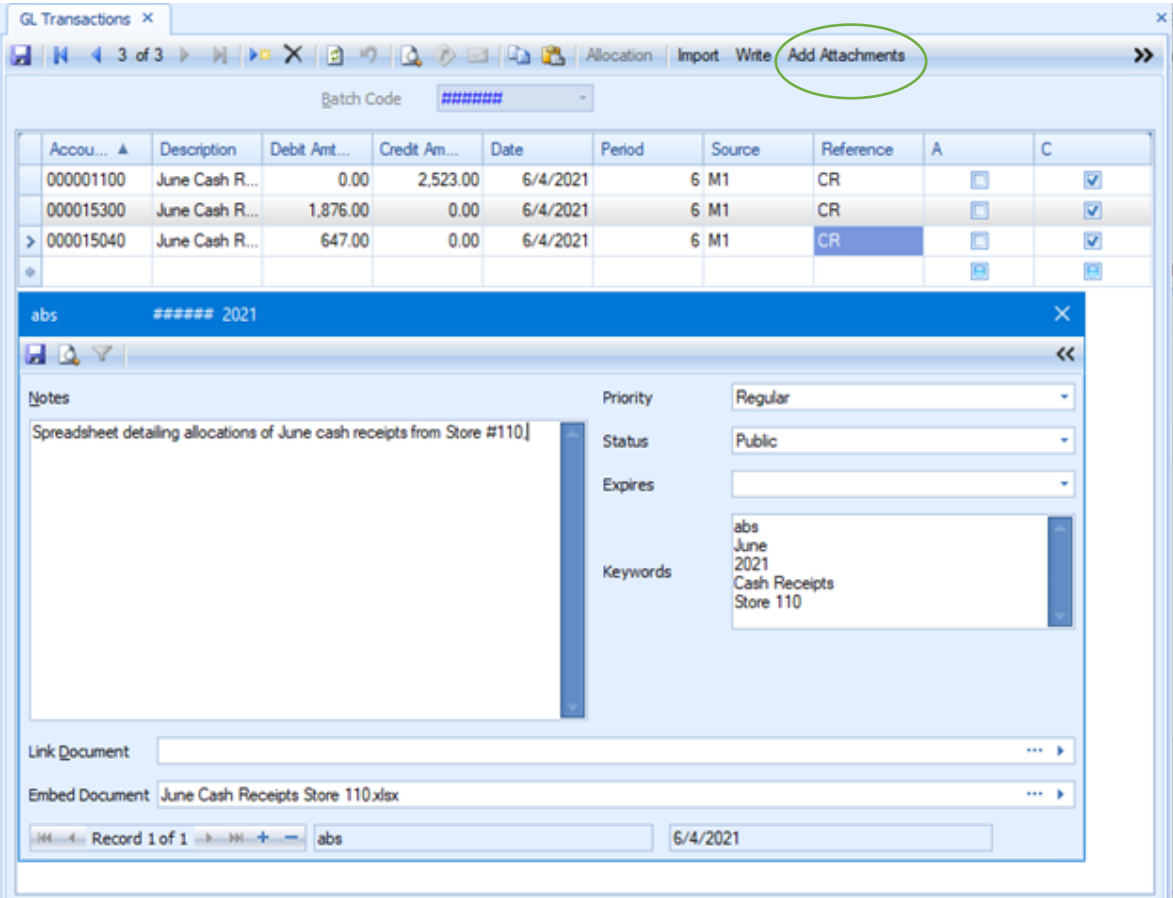 GL Transactions
3 of 3 Allocation Import Write Add Attachments
Batch Code ######
Accou... Description Debit Amt... Credit Am... Date Period Source Reference A C
000001100 June Cash R... 0.00 2,523.00 6/4/2021 6 M1 CR
000015300 June Cash R... 1,876.00 0.00 6/4/2021 6 M1 CR
000015040 June Cash R... 647.00 0.00 6/4/2021 6 M1 CR
abs ###### 2021
Notes
Spreadsheet detailing allocations of June cash receipts from Store #110.
Priority Regular
Status Public
Expires
Keywords
abs
June
2021
Cash Receipts
Store 110
Link Document
Embed Document June Cash Receipts Store 110.xlsx
Record 1 of 1 abs 6/4/2021